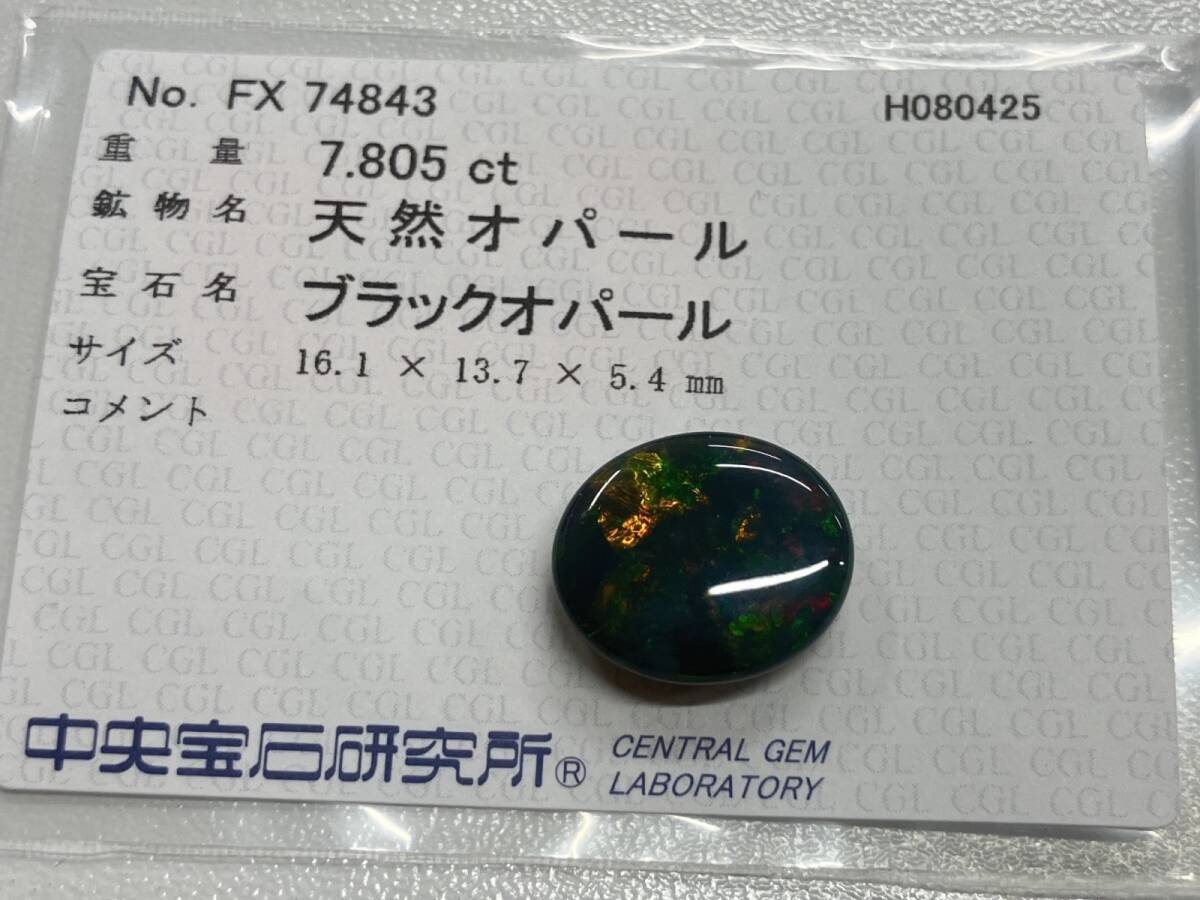 No. FX 74843 H080425
重量 7.805 ct
鉱物名 天然オパール
宝石名 ブラックオパール
サイズ 16.1 × 13.7 × 5.4 mm
コメント
中央宝石研究所® CENTRAL GEM
LABORATORY